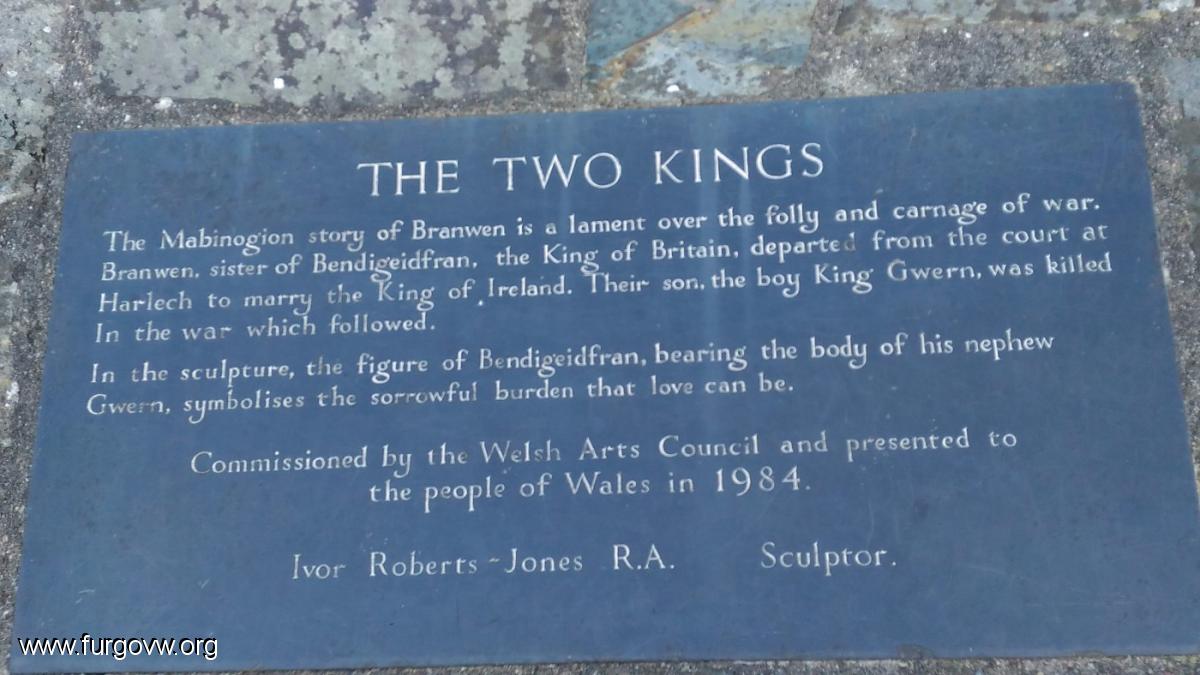 THE TWO KINGS
The Mabinogion story of Branwen is a lament over the folly and carnage of war.
Branwen, sister of Bendigeidfran, the King of Britain, departed from the court at
Harlech to marry the King of Ireland. Their son, the boy King Gwern, was killed
In the war which followed.
In the sculpture, the figure of Bendigeidfran, bearing the body of his nephew
Gwern, symbolises the sorrowful burden that love can be.
Commissioned by the Welsh Arts Council and presented to
the people of Wales in 1984.
Ivor Roberts-Jones R.A. Sculptor.
www.furgovw.org